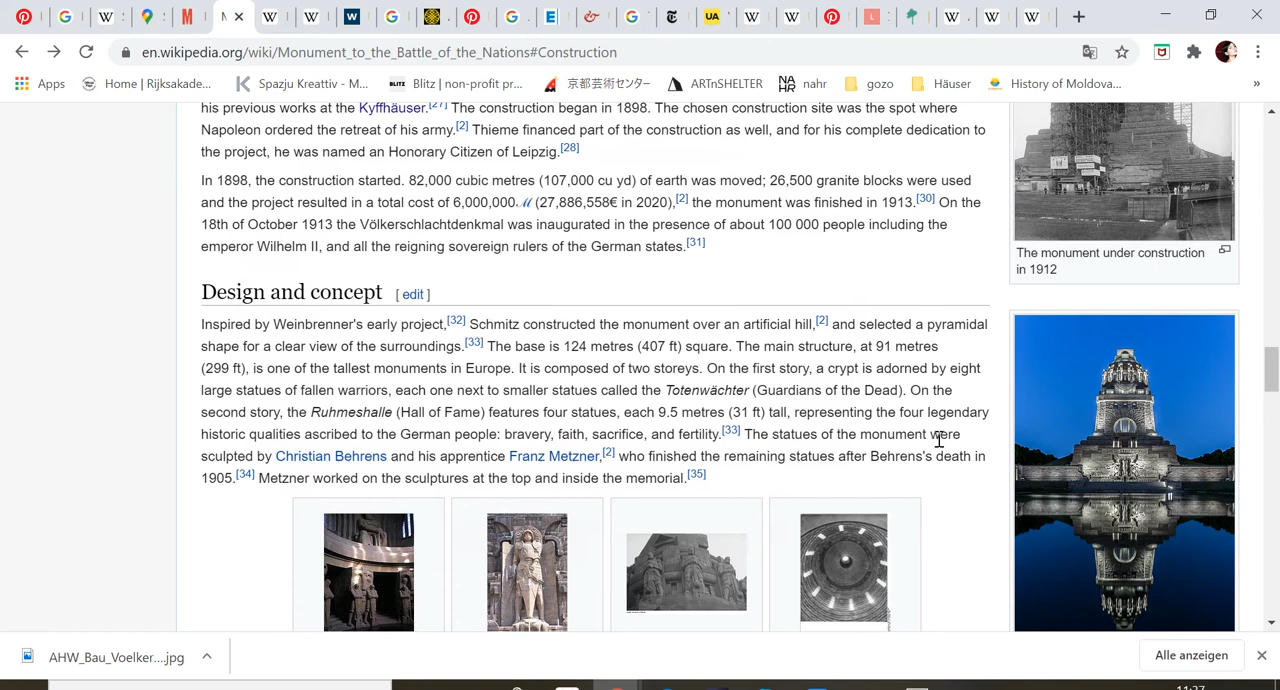 en.wikipedia.org/wiki/Monument_to_the_Battle_of_the_Nations#Construction
Apps Home | Rijksakade... Spazju Kreattiv - M... BLITZ Blitz | non-profit pr... 京都芸術センター ARTnSHELTER NA HR nahr gozo Häuser History of Moldova... »
his previous works at the Kyffhäuser.[27] The construction began in 1898. The chosen construction site was the spot where
Napoleon ordered the retreat of his army.[2] Thieme financed part of the construction as well, and for his complete dedication to
the project, he was named an Honorary Citizen of Leipzig.[28]
In 1898, the construction started. 82,000 cubic metres (107,000 cu yd) of earth was moved; 26,500 granite blocks were used
and the project resulted in a total cost of 6,000,000ℳ (27,886,558€ in 2020),[2] the monument was finished in 1913.[30] On the
18th of October 1913 the Völkerschlachtdenkmal was inaugurated in the presence of about 100 000 people including the
emperor Wilhelm II, and all the reigning sovereign rulers of the German states.[31]
The monument under construction
in 1912
Design and concept [ edit ]
Inspired by Weinbrenner's early project,[32] Schmitz constructed the monument over an artificial hill,[2] and selected a pyramidal
shape for a clear view of the surroundings.[33] The base is 124 metres (407 ft) square. The main structure, at 91 metres
(299 ft), is one of the tallest monuments in Europe. It is composed of two storeys. On the first story, a crypt is adorned by eight
large statues of fallen warriors, each one next to smaller statues called the Totenwächter (Guardians of the Dead). On the
second story, the Ruhmeshalle (Hall of Fame) features four statues, each 9.5 metres (31 ft) tall, representing the four legendary
historic qualities ascribed to the German people: bravery, faith, sacrifice, and fertility.[33] The statues of the monument were
sculpted by Christian Behrens and his apprentice Franz Metzner,[2] who finished the remaining statues after Behrens's death in
1905.[34] Metzner worked on the sculptures at the top and inside the memorial.[35]
AHW_Bau_Voelker....jpg
Alle anzeigen